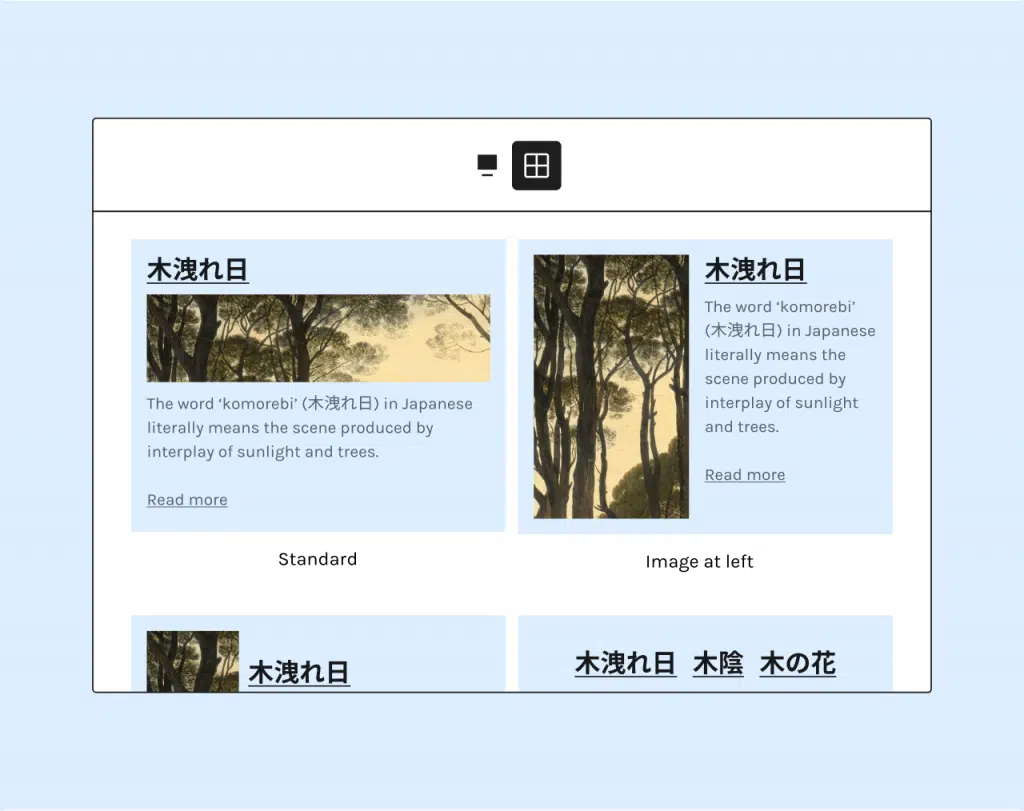 木洩れ日
The word ‘komorebi’ (木洩れ日) in Japanese
literally means the scene produced by
interplay of sunlight and trees.
Read more
Standard
木洩れ日
The word ‘komorebi’
(木洩れ日) in Japanese
literally means the
scene produced by
interplay of sunlight
and trees.
Read more
Image at left
木洩れ日
木洩れ日 木陰 木の花